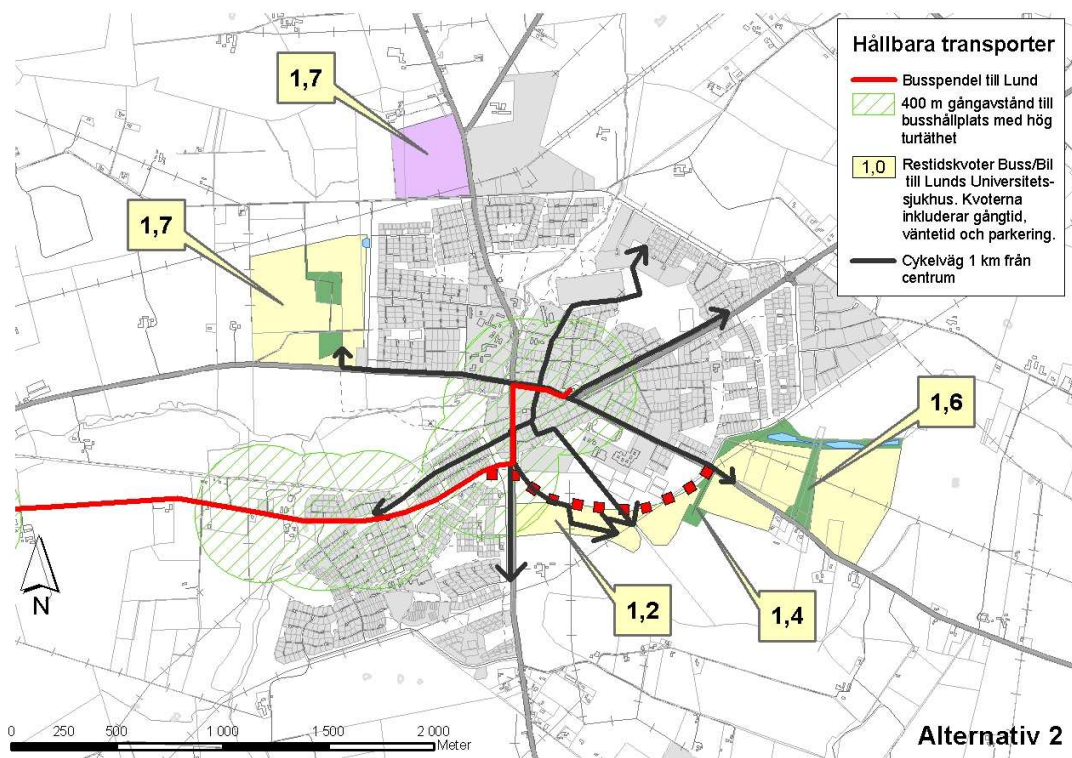 Hållbara transporter
Busspendel till Lund
400 m gångavstånd till
busshållplats med hög
turtäthet
1,0
Restidskvoter Buss/Bil
till Lunds Universitets-
sjukhus. Kvoterna
inkluderar gångtid,
väntetid och parkering.
Cykelväg 1 km från
centrum
1,7
1,7
1,6
1,2
1,4
N
0 250 500 1 000 1 500 2 000
Meter
Alternativ 2